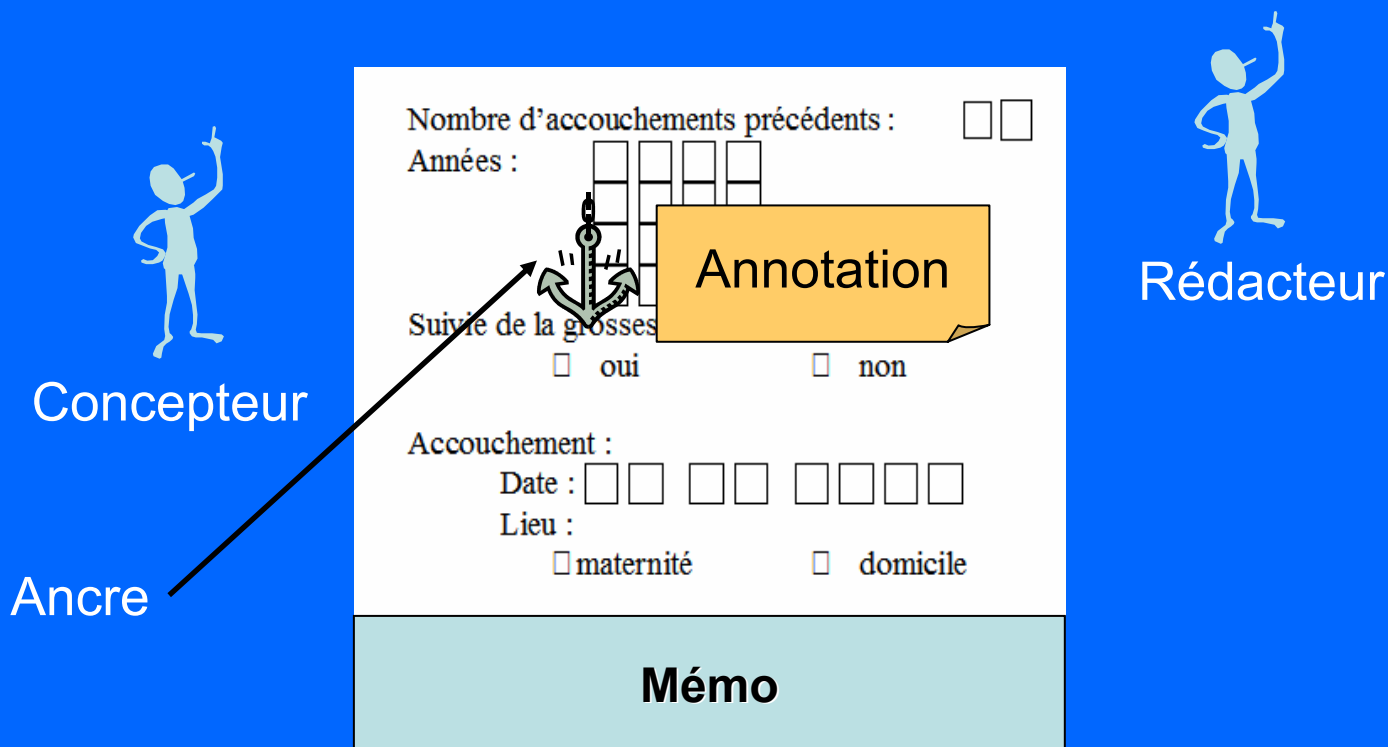 Nombre d'accouchements précédents :
Années :
Annotation
Rédacteur
Suivie de la grosses
oui non
Concepteur
Accouchement :
Date :
Lieu :
maternité domicile
Ancre
Mémo